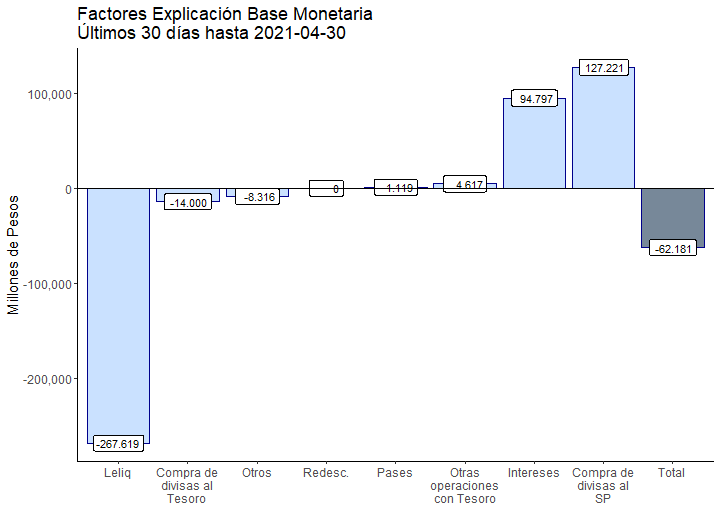 Factores Explicación Base Monetaria
Últimos 30 días hasta 2021-04-30
Millones de Pesos
100,000
0
-100,000
-200,000
-267.619
-14.000
-8.316
0
1.119
4.617
94.797
127.221
-62.181
Leliq
Compra de
divisas al
Tesoro
Otros
Redesc.
Pases
Otras
operaciones
con Tesoro
Intereses
Compra de
divisas al
SP
Total